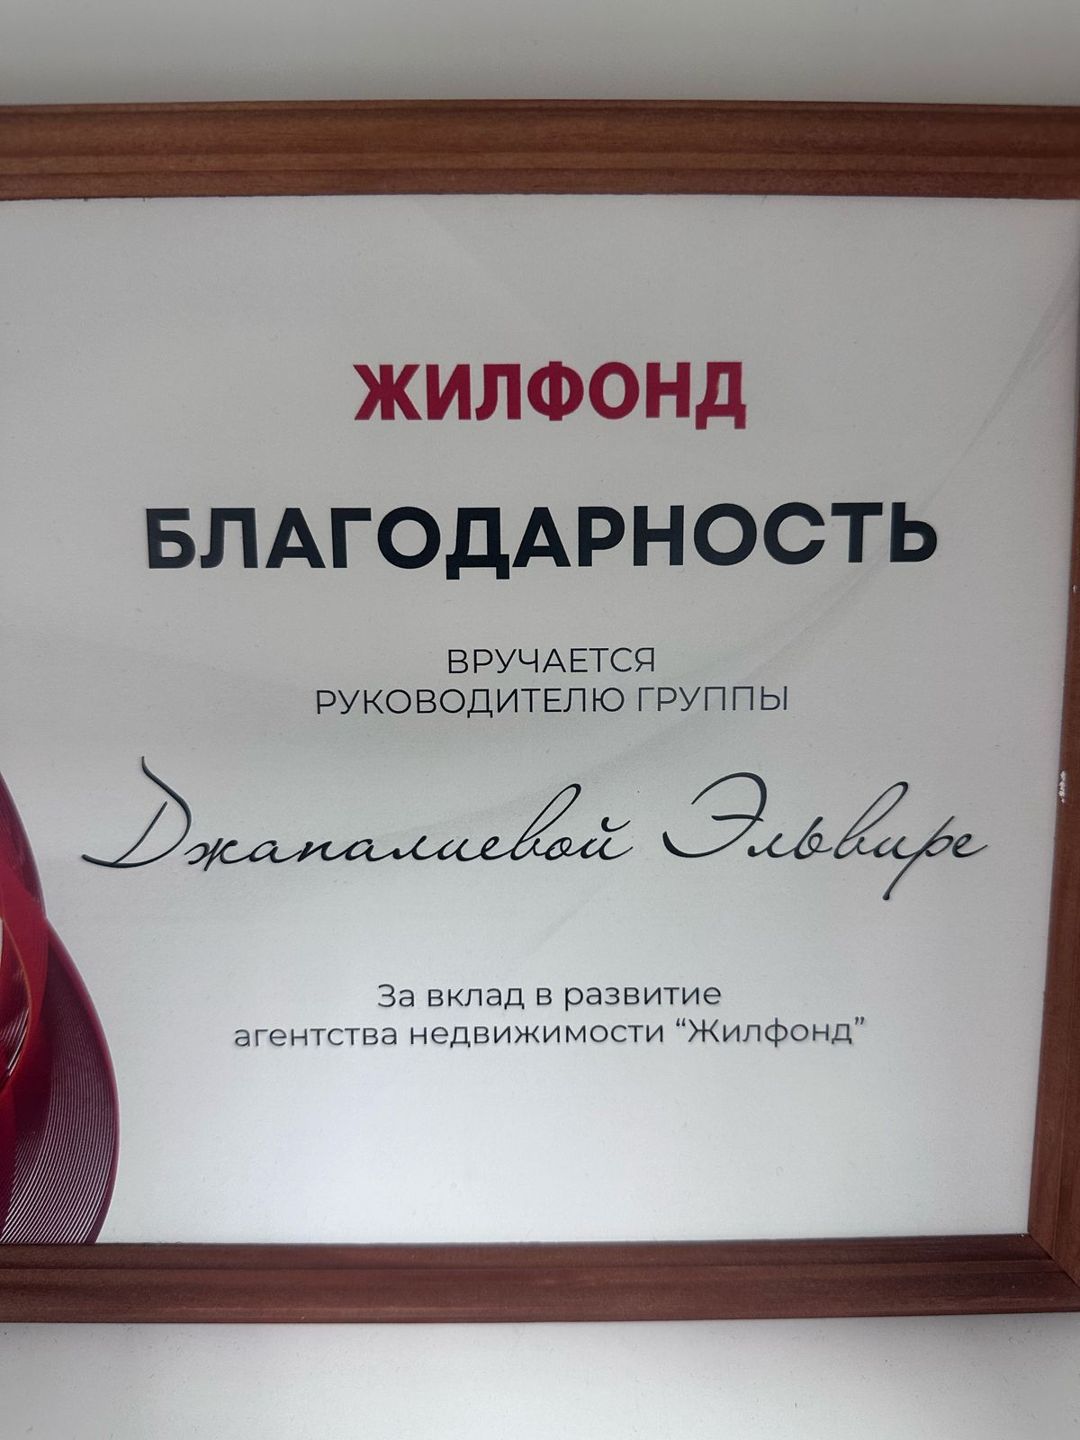 ЖИЛФОНД
БЛАГОДАРНОСТЬ
ВРУЧАЕТСЯ
РУКОВОДИТЕЛЮ ГРУППЫ
Джапалиевой Эльвире
За вклад в развитие
агентства недвижимости “Жилфонд”